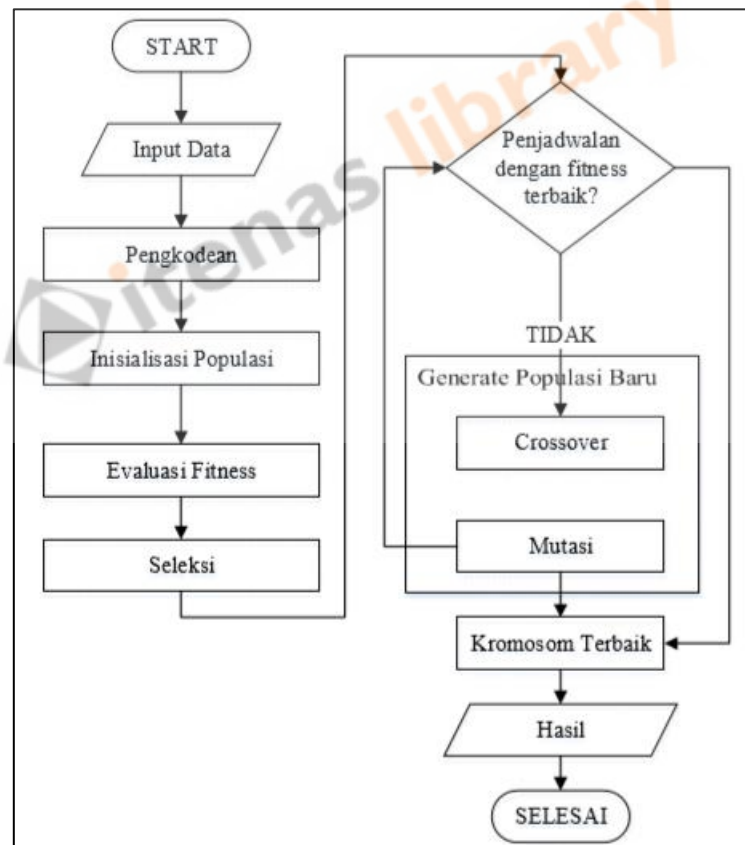 START
Input Data
Pengkodean
Inisialisasi Populasi
Evaluasi Fitness
Seleksi
Penjadwalan
dengan fitness
terbaik?
TIDAK
Generate Populasi Baru
Crossover
Mutasi
Kromosom Terbaik
Hasil
SELESAI
itenas library